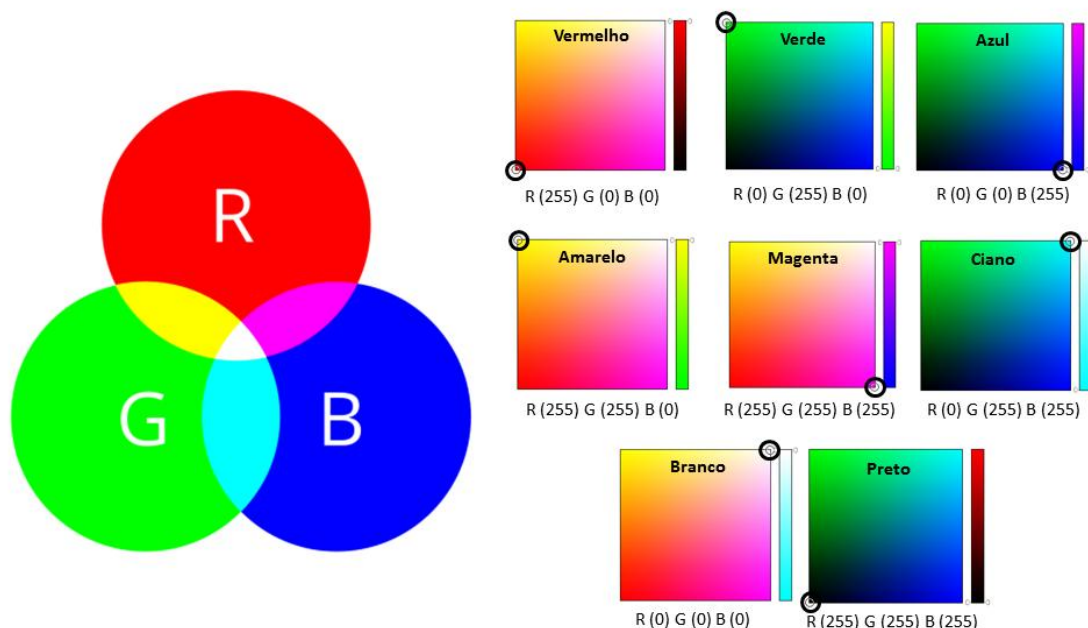 R
G
B
Vermelho
Verde
Azul
R (255) G (0) B (0)
R (0) G (255) B (0)
R (0) G (0) B (255)
Amarelo
Magenta
Ciano
R (255) G (255) B (0)
R (255) G (255) B (255)
R (0) G (255) B (255)
Branco
Preto
R (0) G (0) B (0)
R (255) G (255) B (255)